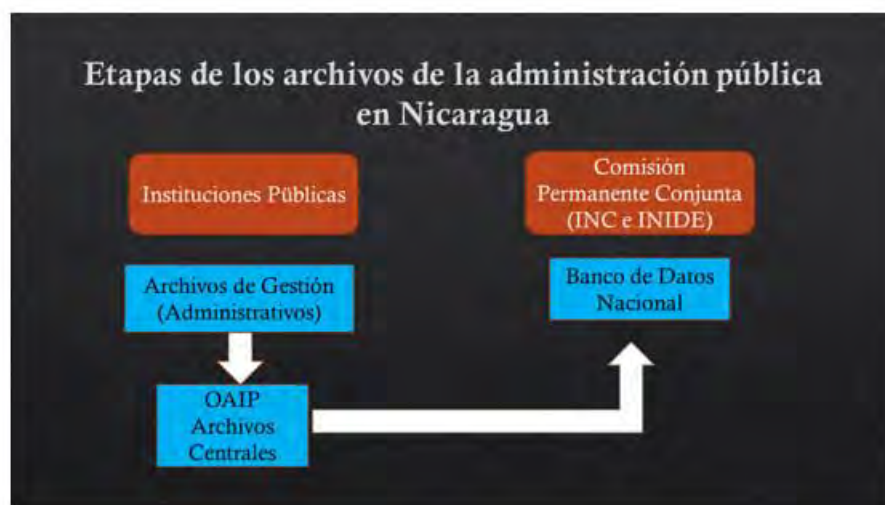 Etapas de los archivos de la administración pública
en Nicaragua
Instituciones Públicas
Comisión
Permanente Conjunta
(INC e INIDE)
Archivos de Gestión
(Administrativos)
Banco de Datos
Nacional
OAIP
Archivos
Centrales